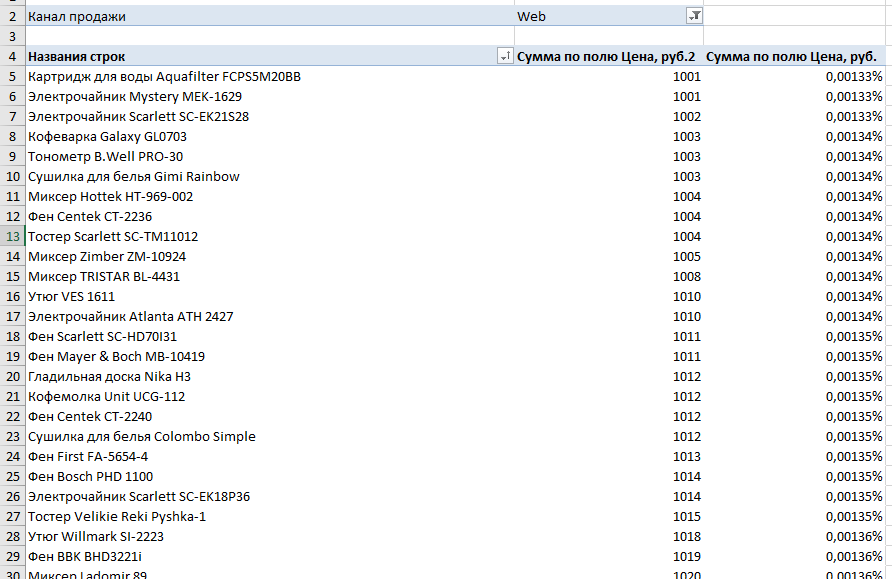 2 Канал продажи Web
3
4 Названия строк Сумма по полю Цена, руб.2 Сумма по полю Цена, руб.
5 Картридж для воды Aquafilter FCPS5M20BB 1001 0,00133%
6 Электрочайник Mystery MEK-1629 1001 0,00133%
7 Электрочайник Scarlett SC-EK21S28 1002 0,00133%
8 Кофеварка Galaxy GL0703 1003 0,00134%
9 Тонометр B.Well PRO-30 1003 0,00134%
10 Сушилка для белья Gimi Rainbow 1003 0,00134%
11 Миксер Hottek HT-969-002 1004 0,00134%
12 Фен Centek CT-2236 1004 0,00134%
13 Тостер Scarlett SC-TM11012 1004 0,00134%
14 Миксер Zimber ZM-10924 1005 0,00134%
15 Миксер TRISTAR BL-4431 1008 0,00134%
16 Утюг VES 1611 1010 0,00134%
17 Электрочайник Atlanta ATH 2427 1010 0,00134%
18 Фен Scarlett SC-HD70I31 1011 0,00135%
19 Фен Mayer & Boch MB-10419 1011 0,00135%
20 Гладильная доска Nika НЗ 1012 0,00135%
21 Кофемолка Unit UCG-112 1012 0,00135%
22 Фен Centek CT-2240 1012 0,00135%
23 Сушилка для белья Colombo Simple 1012 0,00135%
24 Фен First FA-5654-4 1013 0,00135%
25 Фен Bosch PHD 1100 1014 0,00135%
26 Электрочайник Scarlett SC-EK18P36 1014 0,00135%
27 Тостер Velikie Reki Pyshka-1 1015 0,00135%
28 Утюг Willmark SI-2223 1018 0,00136%
29 Фен BBK BHD3221i 1019 0,00136%
30 Миксер Ladomir 89 1020 0,00136%